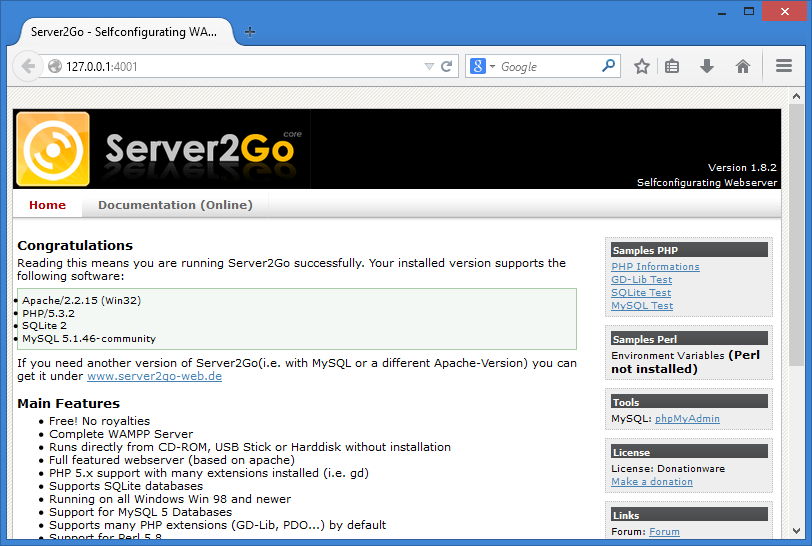 Server2Go - Selfconfigurating WA...
127.0.0.1:4001
Google
Server2Go core
Version 1.8.2
Selfconfiguring Webserver
Home
Documentation (Online)
Congratulations
Reading this means you are running Server2Go successfully. Your installed version supports the
following software:
Apache/2.2.15 (Win32)
PHP/5.3.2
SQLite 2
MySQL 5.1.46-community
If you need another version of Server2Go(i.e. with MySQL or a different Apache-Version) you can
get it under www.server2go-web.de
Main Features
Free! No royalties
Complete WAMPP Server
Runs directly from CD-ROM, USB Stick or Harddisk without installation
Full featured webserver (based on apache)
PHP 5.x support with many extensions installed (i.e. gd)
Supports SQLite databases
Running on all Windows Win 98 and newer
Support for MySQL 5 Databases
Supports many PHP extensions (GD-Lib, PDO...) by default
Support for Perl 5.8
Samples PHP
PHP Informations
GD-Lib Test
SQLite Test
MySQL Test
Samples Perl
Environment Variables (Perl
not installed)
Tools
MySQL: phpMyAdmin
License
License: Donationware
Make a donation
Links
Forum: Forum